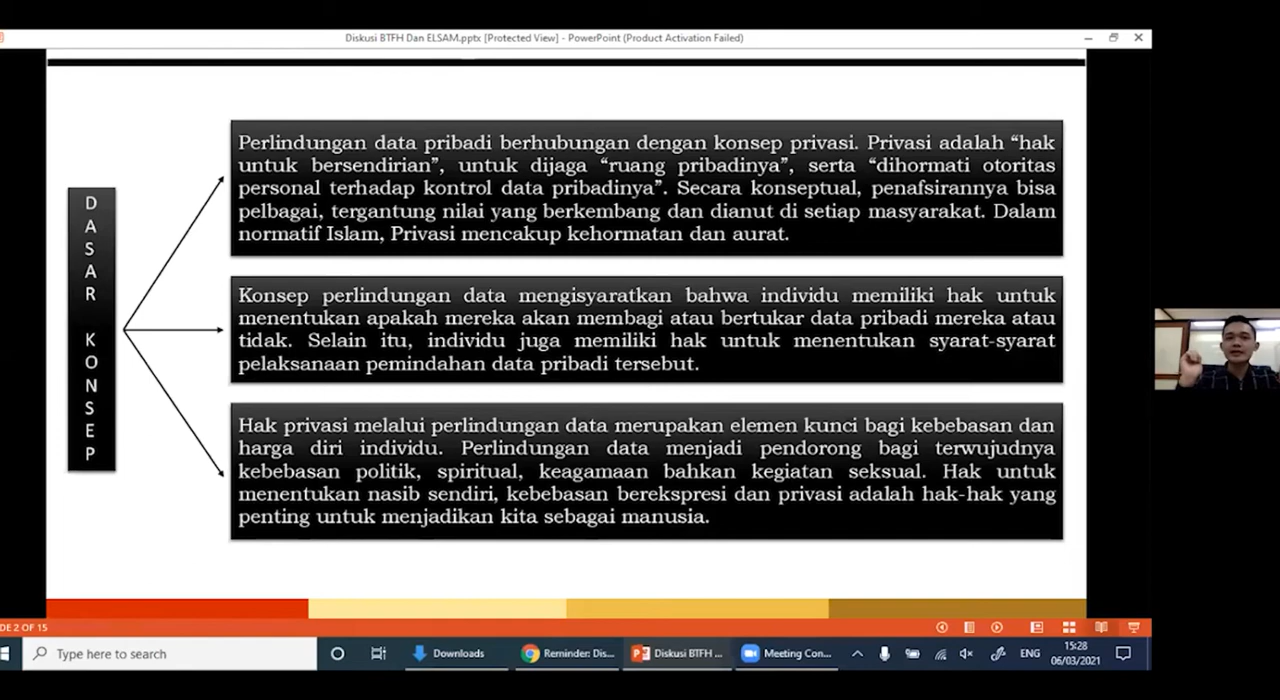 Diskusi BTFH Dan ELSAM.pptx [Protected View] - PowerPoint (Product Activation Failed)
DASAR KONSEP
Perlindungan data pribadi berhubungan dengan konsep privasi. Privasi adalah “hak
untuk bersendirian”, untuk dijaga “ruang pribadinya”, serta “dihormati otoritas
personal terhadap kontrol data pribadinya”. Secara konseptual, penafsirannya bisa
pelbagai, tergantung nilai yang berkembang dan dianut di setiap masyarakat. Dalam
normatif Islam, Privasi mencakup kehormatan dan aurat.
Konsep perlindungan data mengisyaratkan bahwa individu memiliki hak untuk
menentukan apakah mereka akan membagi atau bertukar data pribadi mereka atau
tidak. Selain itu, individu juga memiliki hak untuk menentukan syarat-syarat
pelaksanaan pemindahan data pribadi tersebut.
Hak privasi melalui perlindungan data merupakan elemen kunci bagi kebebasan dan
harga diri individu. Perlindungan data menjadi pendorong bagi terwujudnya
kebebasan politik, spiritual, keagamaan bahkan kegiatan seksual. Hak untuk
menentukan nasib sendiri, kebebasan berekspresi dan privasi adalah hak-hak yang
penting untuk menjadikan kita sebagai manusia.
DE 2 OF 15
Type here to search
Downloads
Reminder: Dis...
Diskusi BTFH ...
Meeting Con...
ENG
15:28
06/03/2021